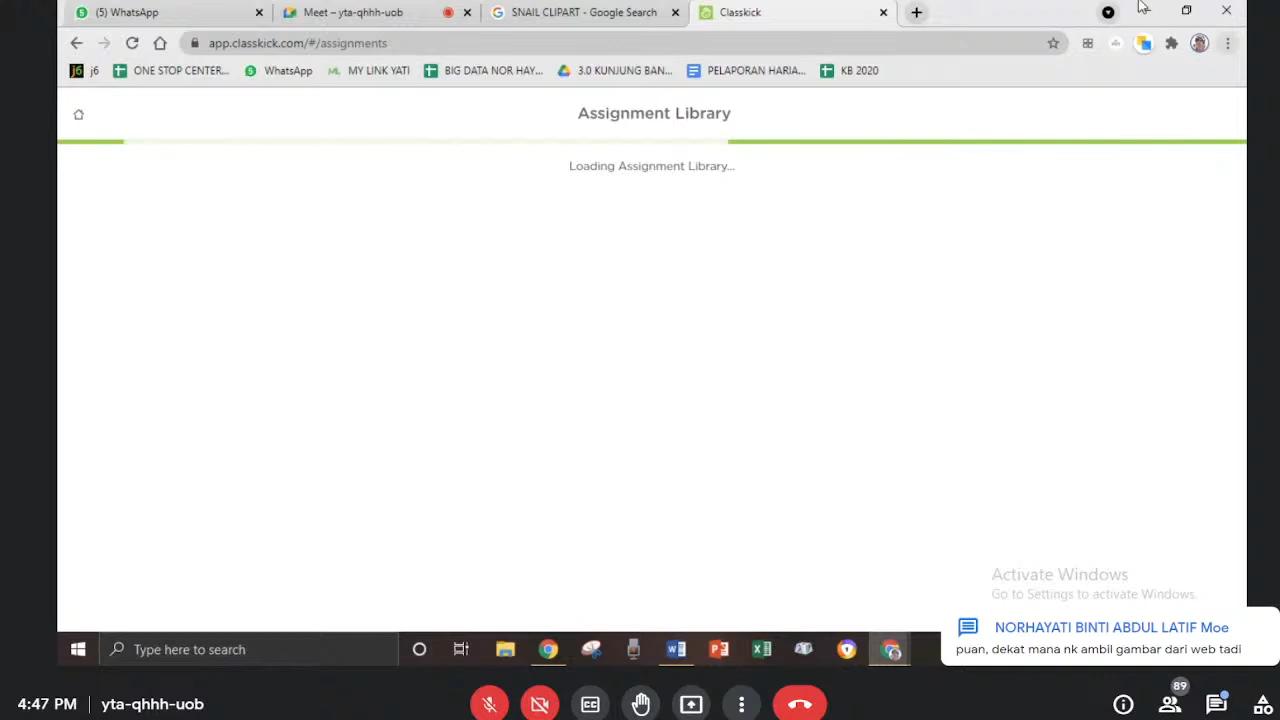 (5) WhatsApp
Meet – yta-qhhh-uob
SNAIL CLIPART - Google Search
Classkick
app.classkick.com/#/assignments
j6 j6
ONE STOP CENTER...
WhatsApp
ML MY LINK YATI
BIG DATA NOR HAY...
3.0 KUNJUNG BAN...
PELAPORAN HARIA...
KB 2020
Assignment Library
Loading Assignment Library...
Activate Windows
Go to Settings to activate Windows.
NORHAYATI BINTI ABDUL LATIF Moe
puan, dekat mana nk ambil gambar dari web tadi
Type here to search
4:47 PM | yta-qhhh-uob
CC
89